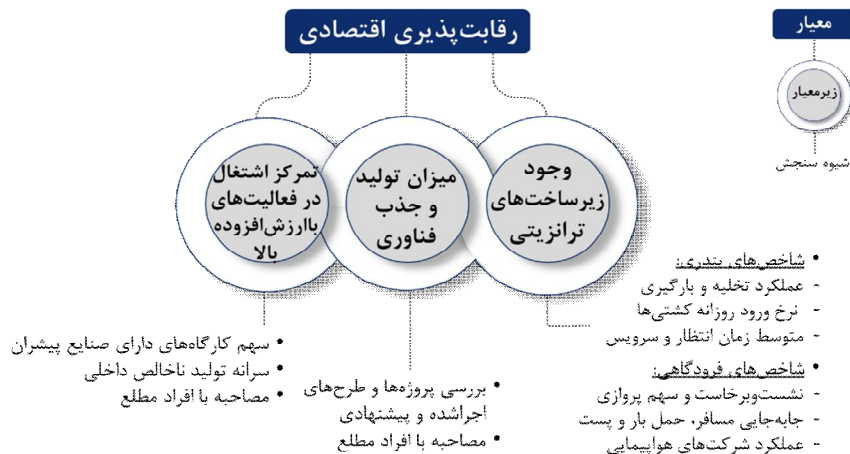 رقابت‌پذیری اقتصادی
معیار
زیرمعیار
شیوه سنجش
وجود
زیرساخت‌های
ترانزیتی
میزان تولید
و جذب
فناوری
تمرکز اشتغال
در فعالیت‌های
باارزش‌افزوده
بالا
• شاخص‌های بندری:
- عملکرد تخلیه و بارگیری
- نرخ ورود روزانه کشتی‌ها
- متوسط زمان انتظار و سرویس
• شاخص‌های فرودگاهی:
- نشست‌وبرخاست و سهم پروازی
- جابه‌جایی مسافر، حمل بار و پست
- عملکرد شرکت‌های هواپیمایی
• بررسی پروژه‌ها و طرح‌های
اجراشده و پیشنهادی
• مصاحبه با افراد مطلع
• سهم کارگاه‌های دارای صنایع پیشران
• سرانه تولید ناخالص داخلی
• مصاحبه با افراد مطلع